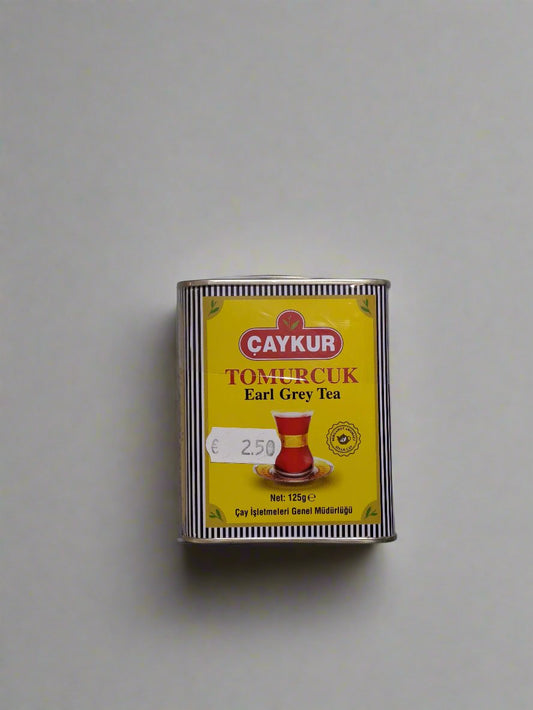 ÇAYKUR
TOMURCUK
Earl Grey Tea
€ 2.50
Net: 125g ℮
Çay İşletmeleri Genel Müdürlüğü